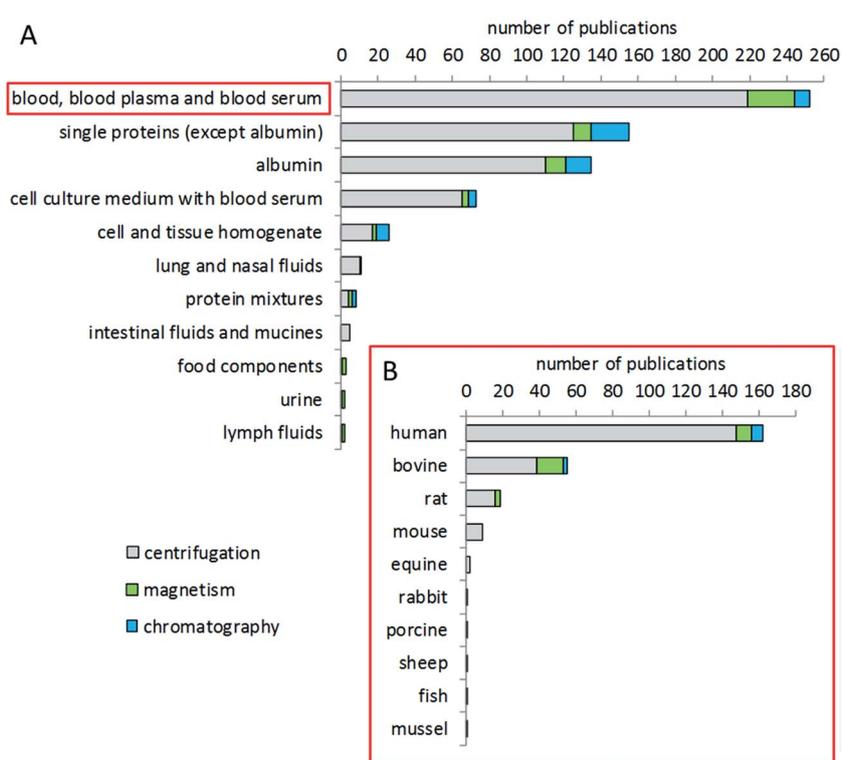 A
number of publications
0 20 40 60 80 100 120 140 160 180 200 220 240 260
blood, blood plasma and blood serum
single proteins (except albumin)
albumin
cell culture medium with blood serum
cell and tissue homogenate
lung and nasal fluids
protein mixtures
intestinal fluids and mucines
food components
urine
lymph fluids
centrifugation
magnetism
chromatography
B
number of publications
0 20 40 60 80 100 120 140 160 180
human
bovine
rat
mouse
equine
rabbit
porcine
sheep
fish
mussel